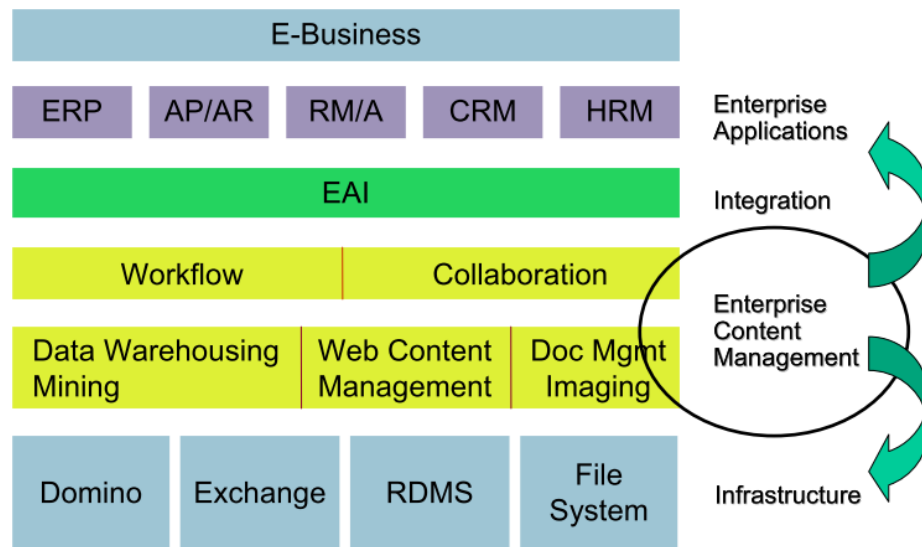 E-Business
ERP
AP/AR
RM/A
CRM
HRM
Enterprise
Applications
EAI
Integration
Workflow
Collaboration
Enterprise
Content
Management
Data Warehousing
Mining
Web Content
Management
Doc Mgmt
Imaging
Domino
Exchange
RDMS
File
System
Infrastructure